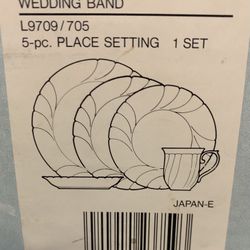 WEDDING BAND
L9709/705
5-pc. PLACE SETTING 1 SET
JAPAN-E